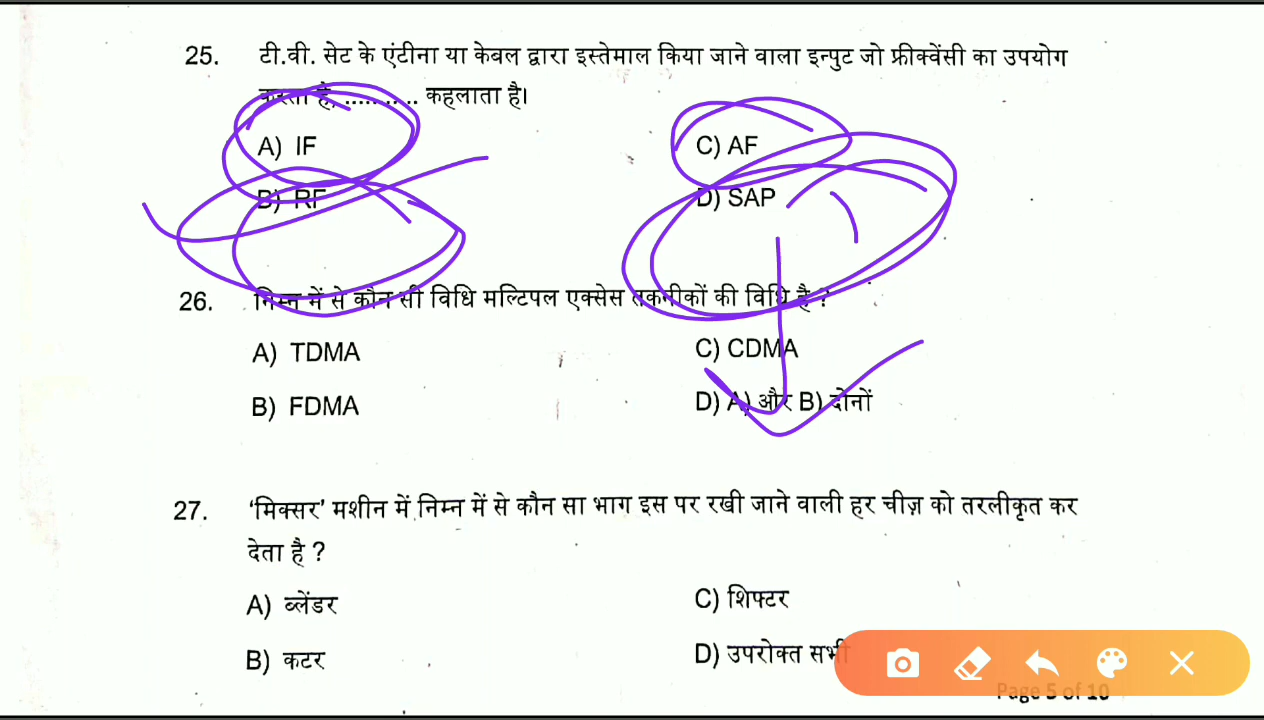 25. टी.वी. सेट के एंटीना या केबल द्वारा इस्तेमाल किया जाने वाला इन्पुट जो फ्रीक्वेंसी का उपयोग
करता है, .......... कहलाता है।
A) IF
C) AF
B) RF
D) SAP
26. निम्न में से कौन सी विधि मल्टिपल एक्सेस तकनीकों की विधि है ?
A) TDMA
C) CDMA
B) FDMA
D) A) और B) दोनों
27. ‘मिक्सर’ मशीन में निम्न में से कौन सा भाग इस पर रखी जाने वाली हर चीज़ को तरलीकृत कर
देता है ?
A) ब्लेंडर
C) शिफ्टर
B) कटर
D) उपरोक्त सभी
Page 5 of 10